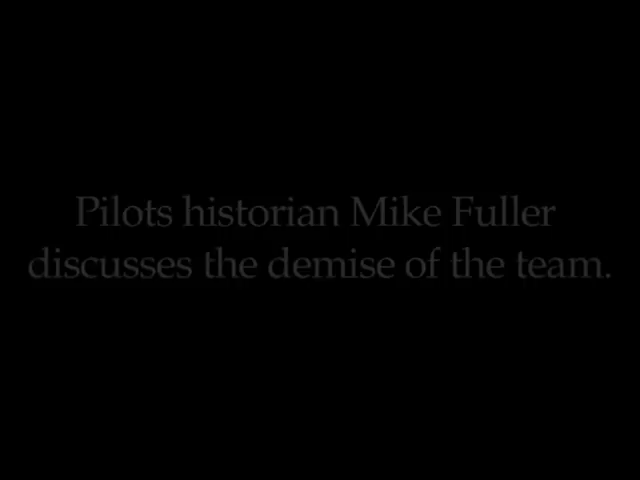 Pilots historian Mike Fuller
discusses the demise of the team.